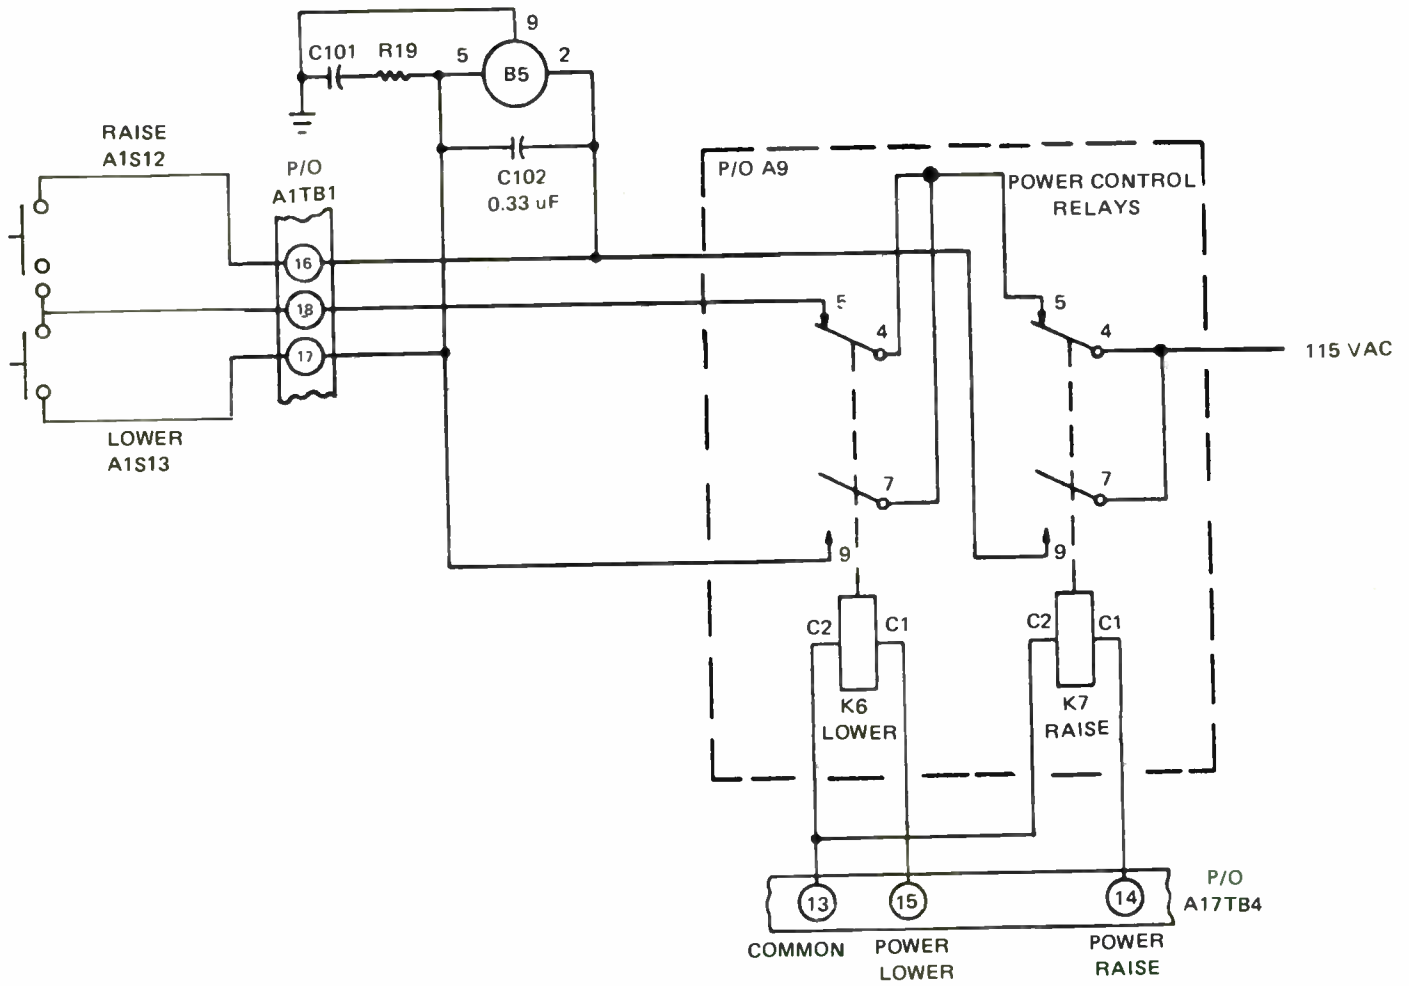 9
C101
R19
5
2
B5
RAISE
A1S12
P/O
A1TB1
C102
0.33 uF
P/O A9
POWER CONTROL
RELAYS
16
18
17
5
4
5
4
115 VAC
LOWER
A1S13
7
7
9
9
C2
C1
C2
C1
K6
LOWER
K7
RAISE
13
15
14
P/O
A17TB4
COMMON
POWER
LOWER
POWER
RAISE